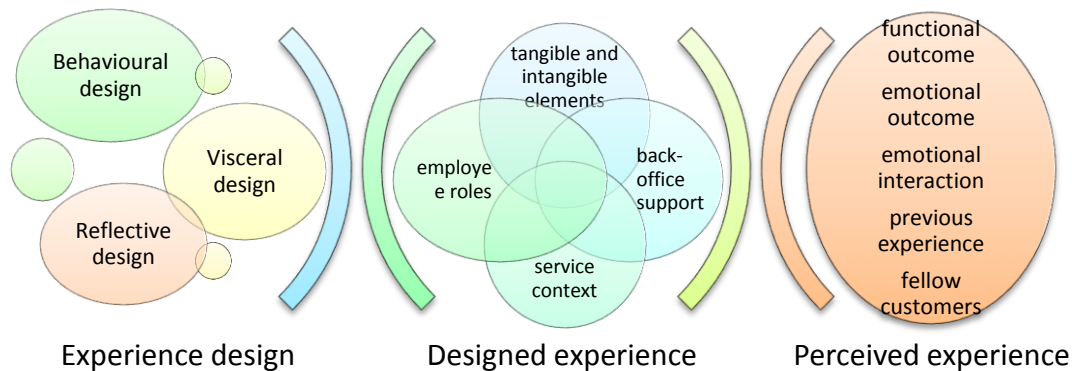 Behavioural
design
Visceral
design
Reflective
design
Experience design
tangible and
intangible
elements
employe
e roles
back-
office
support
service
context
Designed experience
functional
outcome
emotional
outcome
emotional
interaction
previous
experience
fellow
customers
Perceived experience